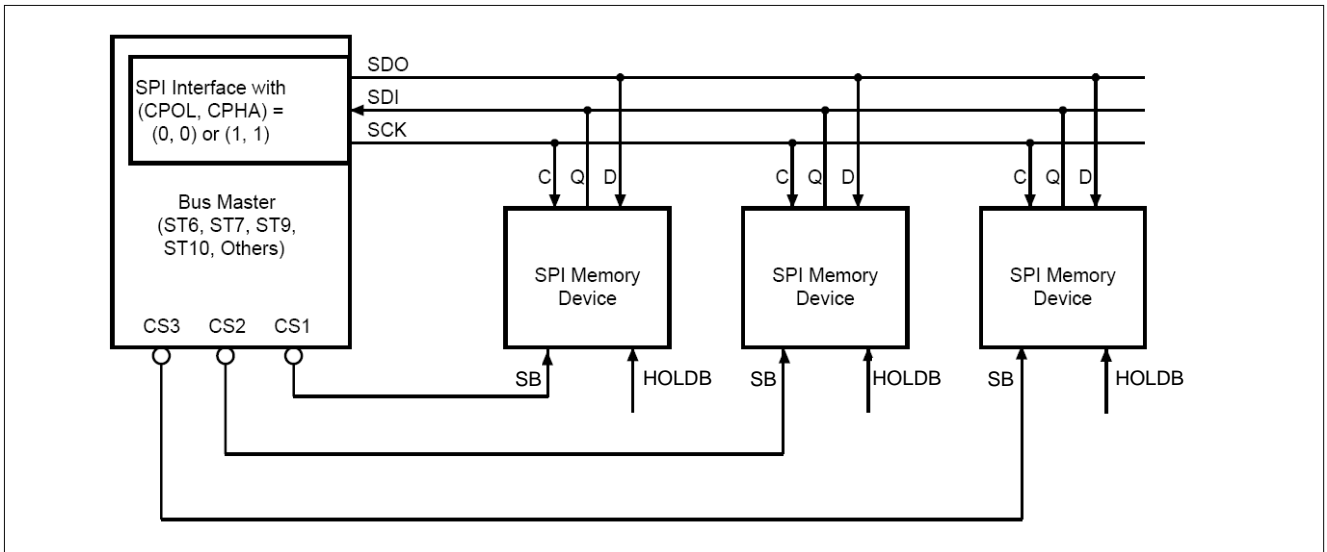 SDO
SPI Interface with
(CPOL, CPHA) =
(0, 0) or (1, 1)
SDI
SCK
Bus Master
(ST6, ST7, ST9,
ST10, Others)
CS3 CS2 CS1
C Q D
C Q D
C Q D
SPI Memory
Device
SPI Memory
Device
SPI Memory
Device
SB HOLDB
SB HOLDB
SB HOLDB